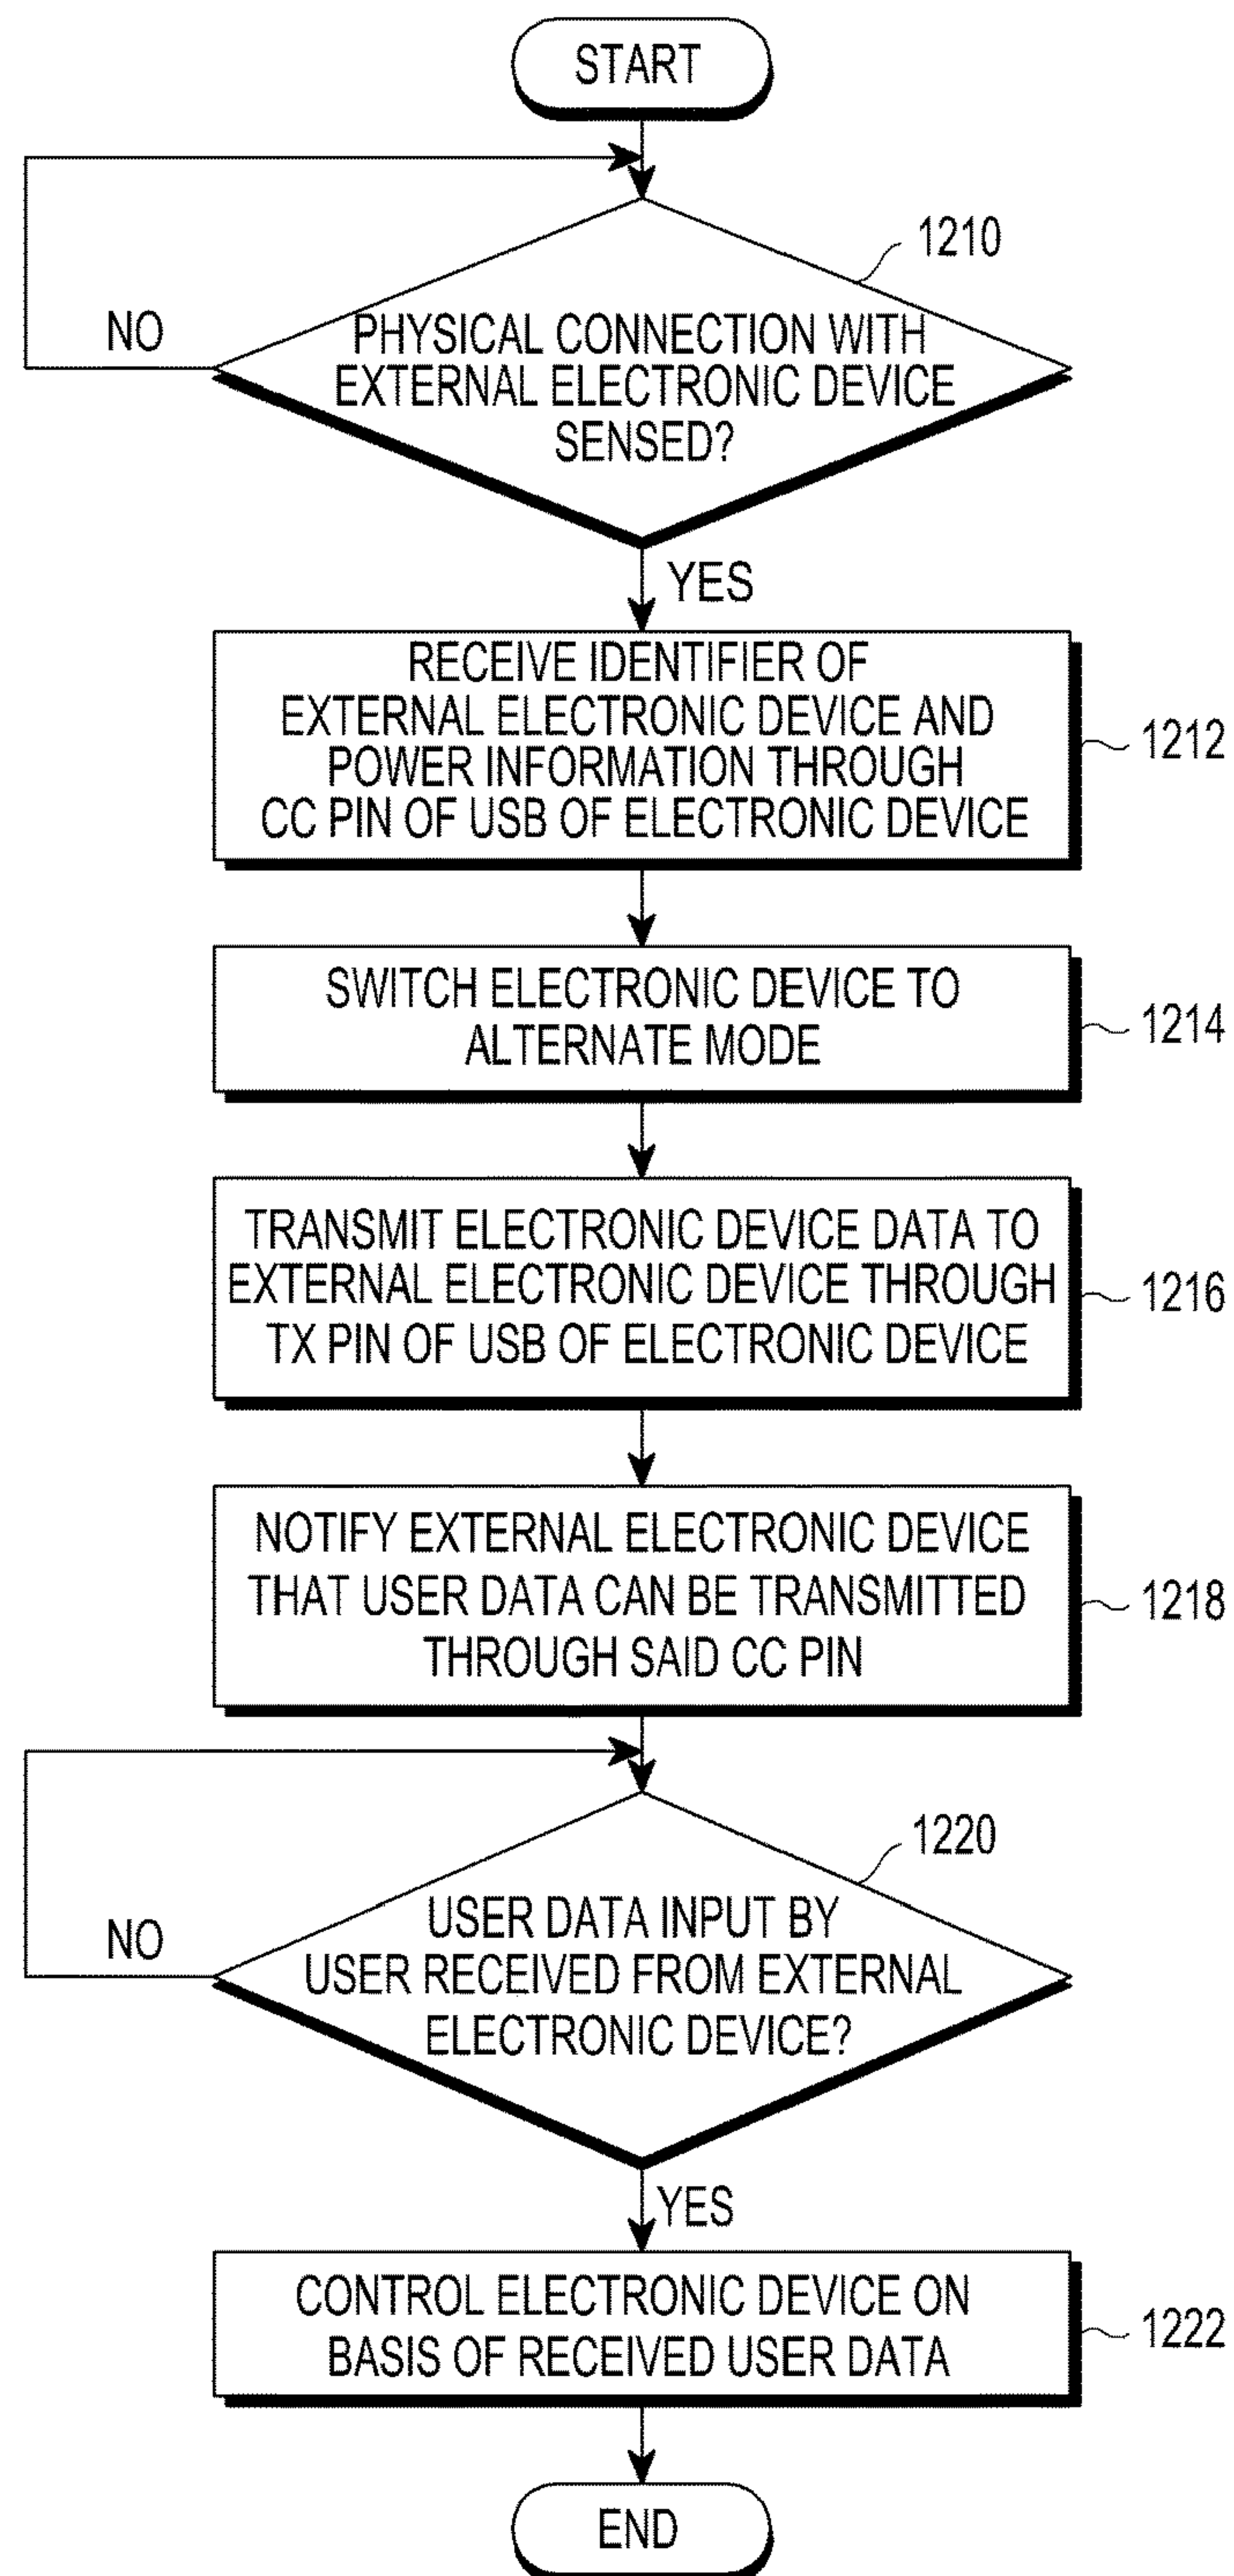 START
1210
NO
PHYSICAL CONNECTION WITH
EXTERNAL ELECTRONIC DEVICE
SENSED?
YES
RECEIVE IDENTIFIER OF
EXTERNAL ELECTRONIC DEVICE AND
POWER INFORMATION THROUGH
CC PIN OF USB OF ELECTRONIC DEVICE
1212
SWITCH ELECTRONIC DEVICE TO
ALTERNATE MODE
1214
TRANSMIT ELECTRONIC DEVICE DATA TO
EXTERNAL ELECTRONIC DEVICE THROUGH
TX PIN OF USB OF ELECTRONIC DEVICE
1216
NOTIFY EXTERNAL ELECTRONIC DEVICE
THAT USER DATA CAN BE TRANSMITTED
THROUGH SAID CC PIN
1218
1220
NO
USER DATA INPUT BY
USER RECEIVED FROM EXTERNAL
ELECTRONIC DEVICE?
YES
CONTROL ELECTRONIC DEVICE ON
BASIS OF RECEIVED USER DATA
1222
END